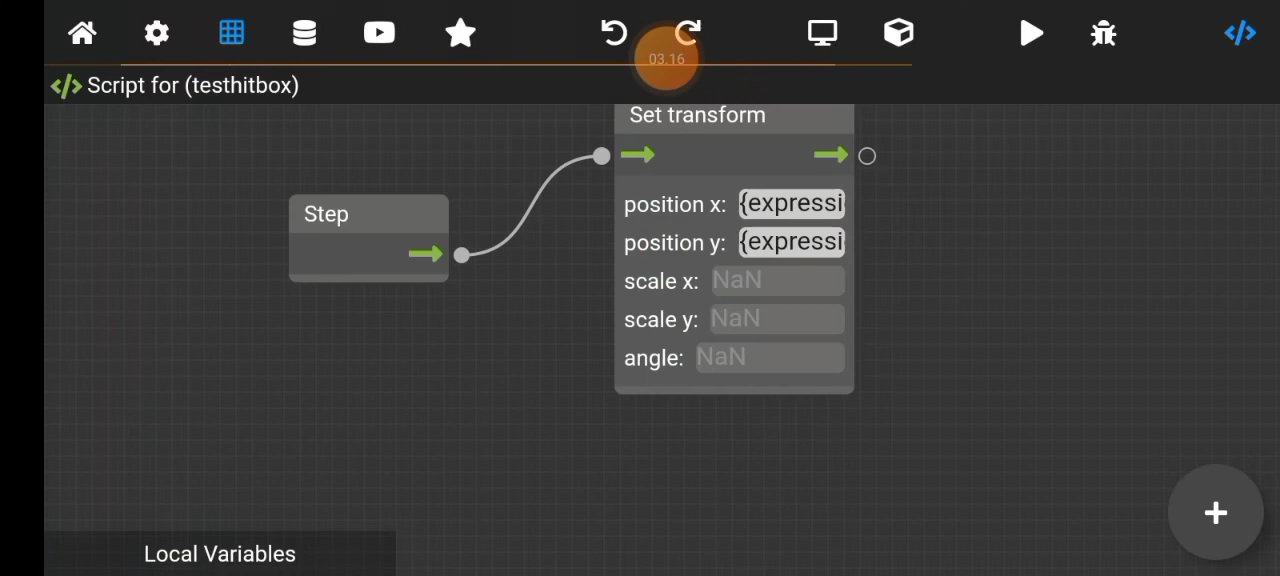 03.16
</> Script for (testhitbox)
Set transform
Step
position x: {expressi
position y: {expressi
scale x: NaN
scale y: NaN
angle: NaN
Local Variables